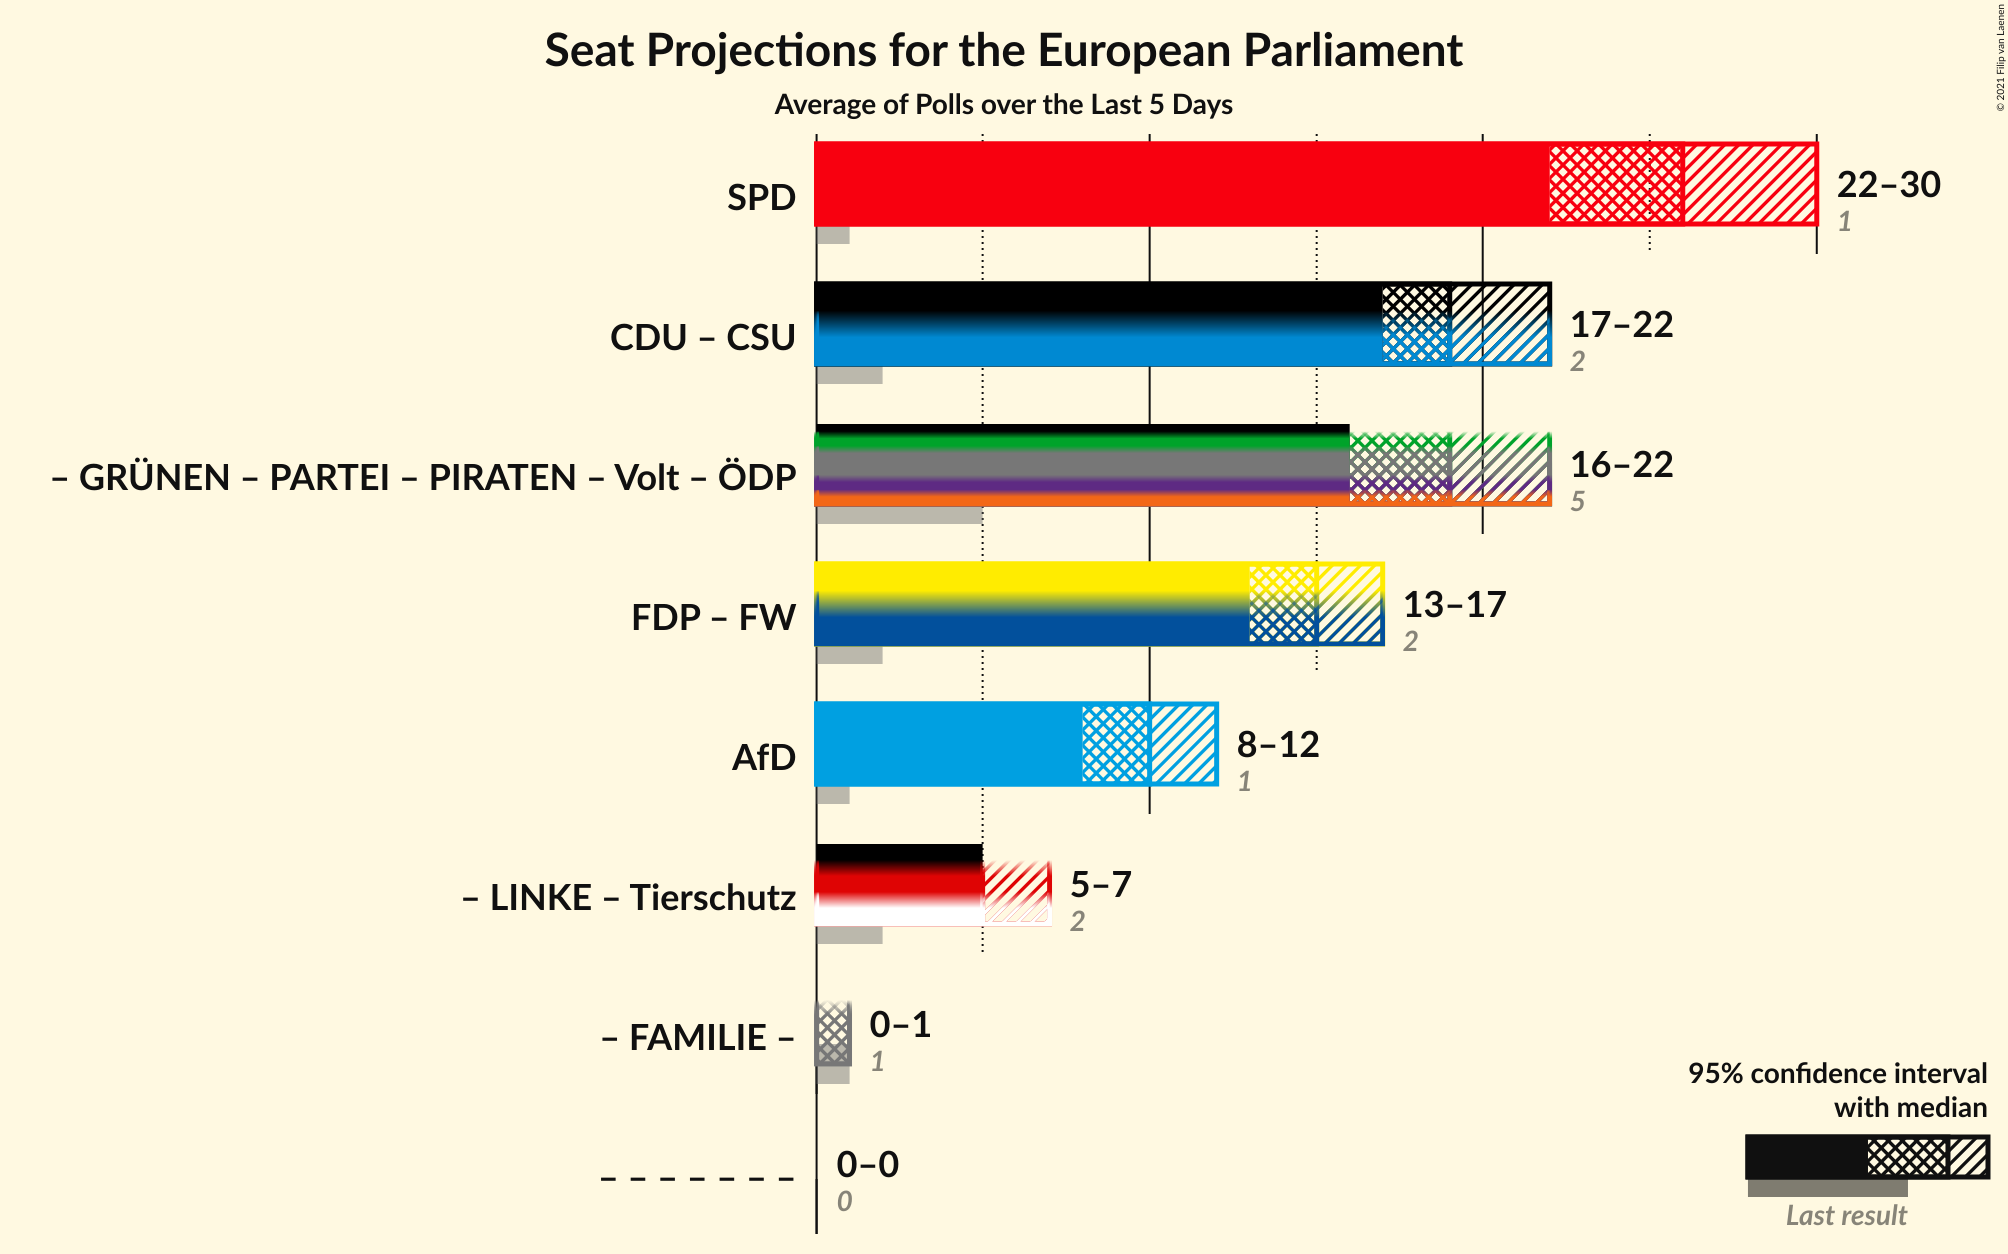 Seat Projections for the European Parliament
Average of Polls over the Last 5 Days
© 2021 Filip van Laenen
SPD
22–30
1
CDU – CSU
17–22
2
– GRÜNEN – PARTEI – PIRATEN – Volt – ÖDP
16–22
5
FDP – FW
13–17
2
AfD
8–12
1
– LINKE – Tierschutz
5–7
2
– FAMILIE –
0–1
1
– – – – – – –
0–0
0
95% confidence interval
with median
Last result